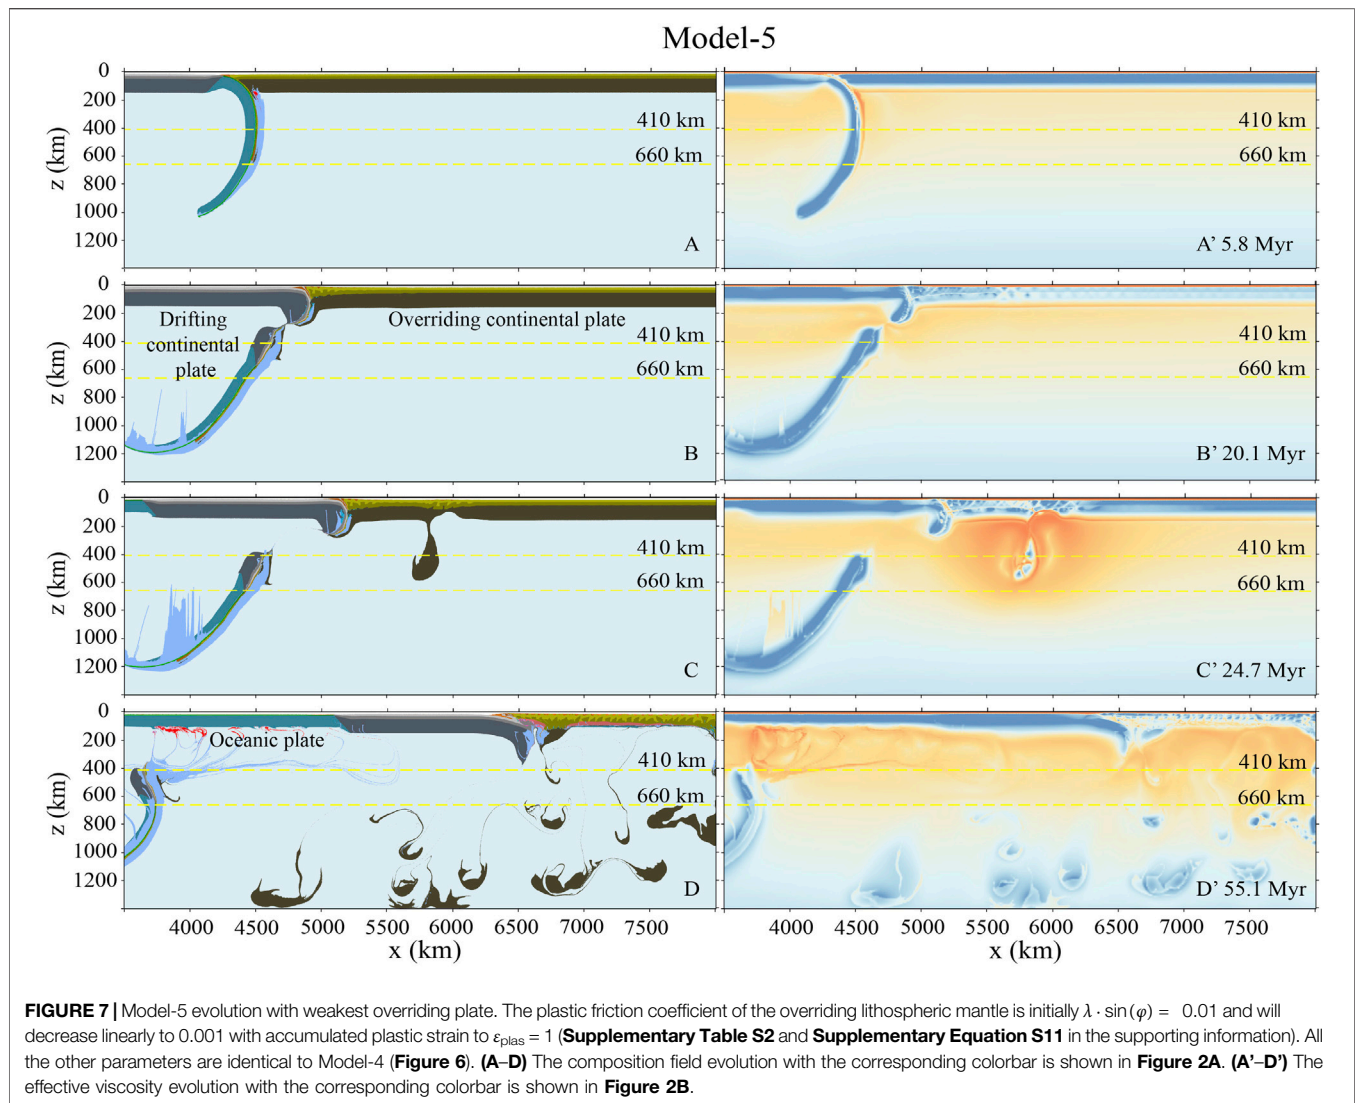 Model-5
0
200
400
600
800
1000
1200
z (km)
410 km
660 km
A
410 km
660 km
A' 5.8 Myr
0
200
400
600
800
1000
1200
z (km)
Drifting
continental
plate
Overriding continental plate
410 km
660 km
B
410 km
660 km
B' 20.1 Myr
0
200
400
600
800
1000
1200
z (km)
410 km
660 km
C
410 km
660 km
C' 24.7 Myr
0
200
400
600
800
1000
1200
z (km)
Oceanic plate
410 km
660 km
D
410 km
660 km
D' 55.1 Myr
4000 4500 5000 5500 6000 6500 7000 7500
x (km)
4000 4500 5000 5500 6000 6500 7000 7500
x (km)
FIGURE 7 | Model-5 evolution with weakest overriding plate. The plastic friction coefficient of the overriding lithospheric mantle is initially λ · sin(φ) = 0.01 and will
decrease linearly to 0.001 with accumulated plastic strain to εplas = 1 (Supplementary Table S2 and Supplementary Equation S11 in the supporting information). All
the other parameters are identical to Model-4 (Figure 6). (A–D) The composition field evolution with the corresponding colorbar is shown in Figure 2A. (A’–D’) The
effective viscosity evolution with the corresponding colorbar is shown in Figure 2B.